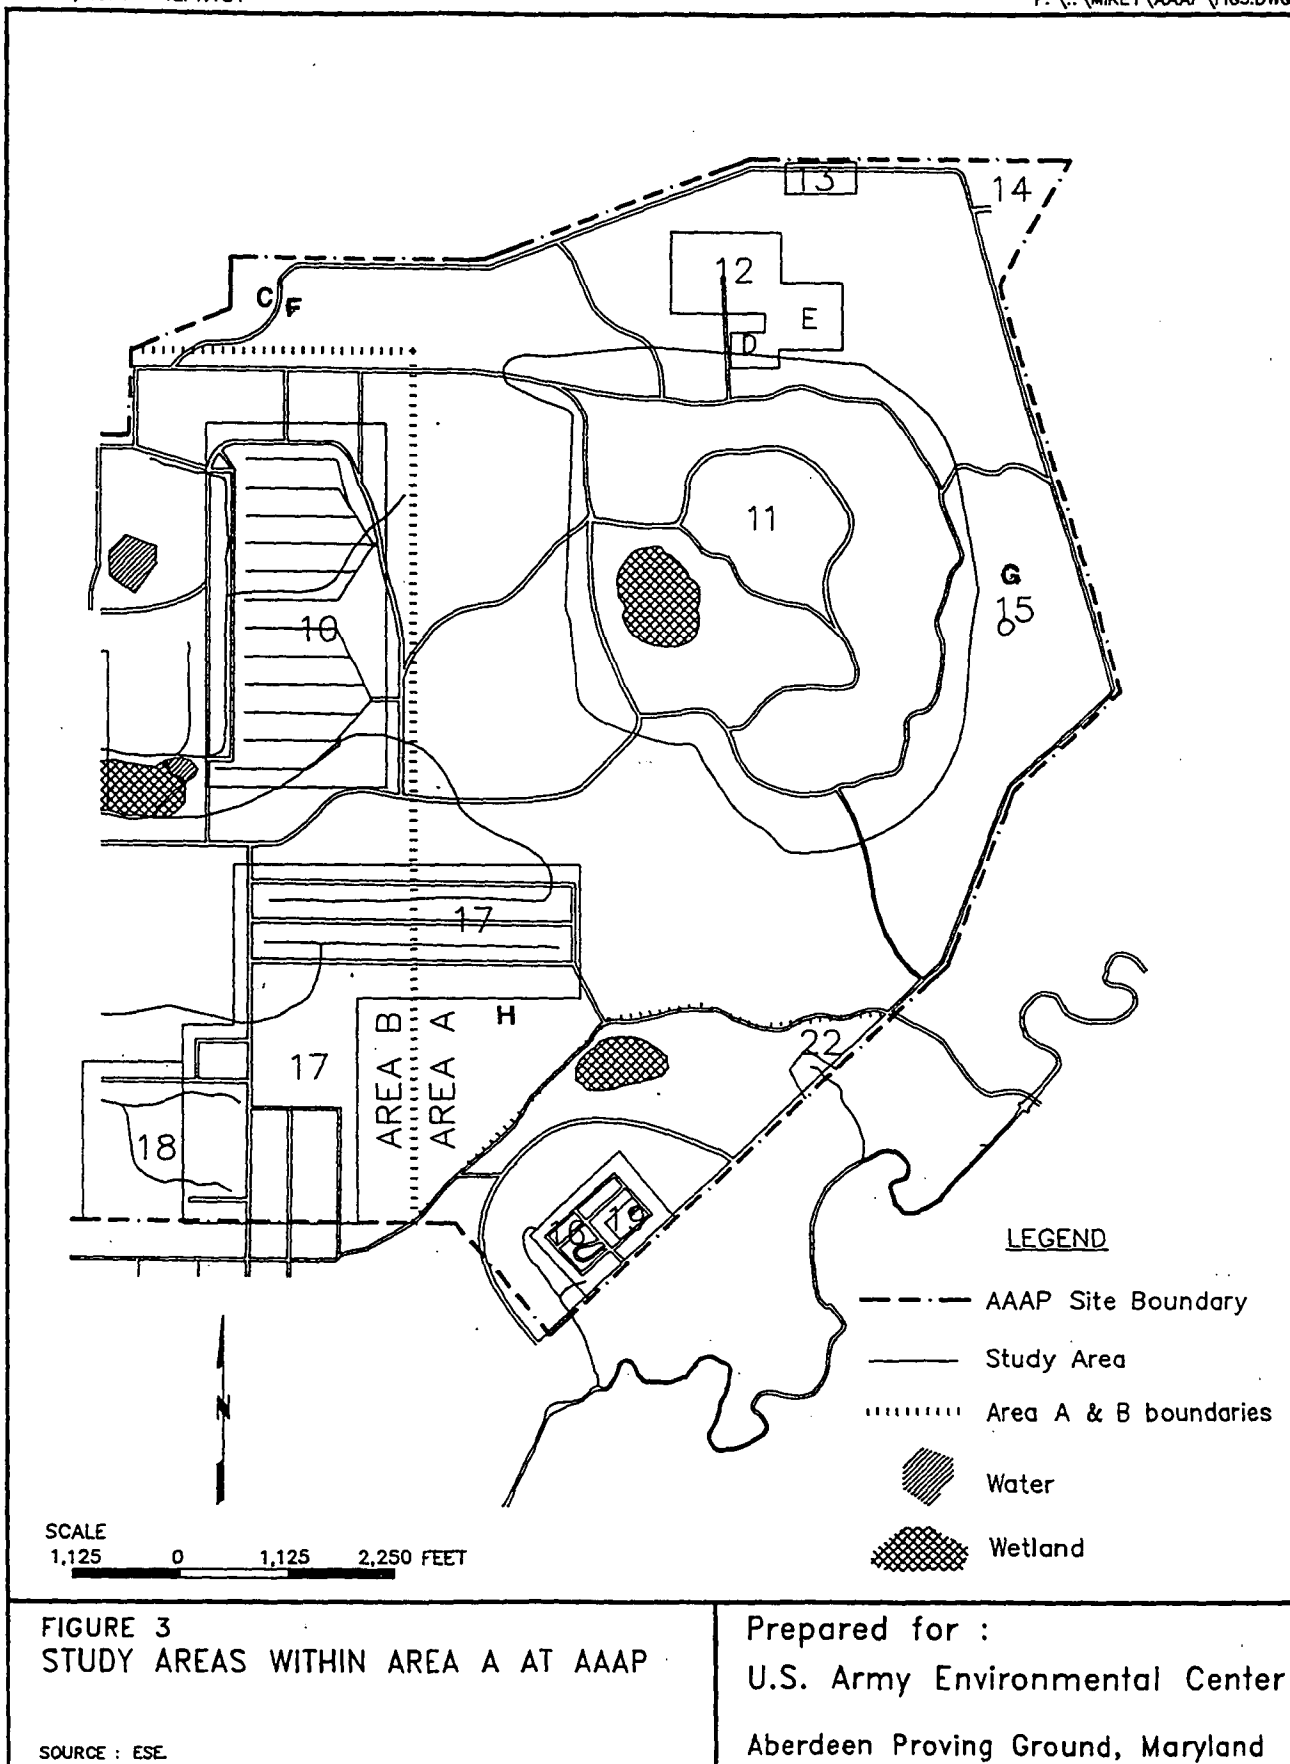 13
14
12
C
F
E
D
11
G
15
10
17
H
AREA B
AREA A
22
17
18
19
LEGEND
AAAP Site Boundary
Study Area
Area A & B boundaries
Water
Wetland
N
SCALE
1,125 0 1,125 2,250 FEET
FIGURE 3
STUDY AREAS WITHIN AREA A AT AAAP
SOURCE : ESE
Prepared for :
U.S. Army Environmental Center
Aberdeen Proving Ground, Maryland